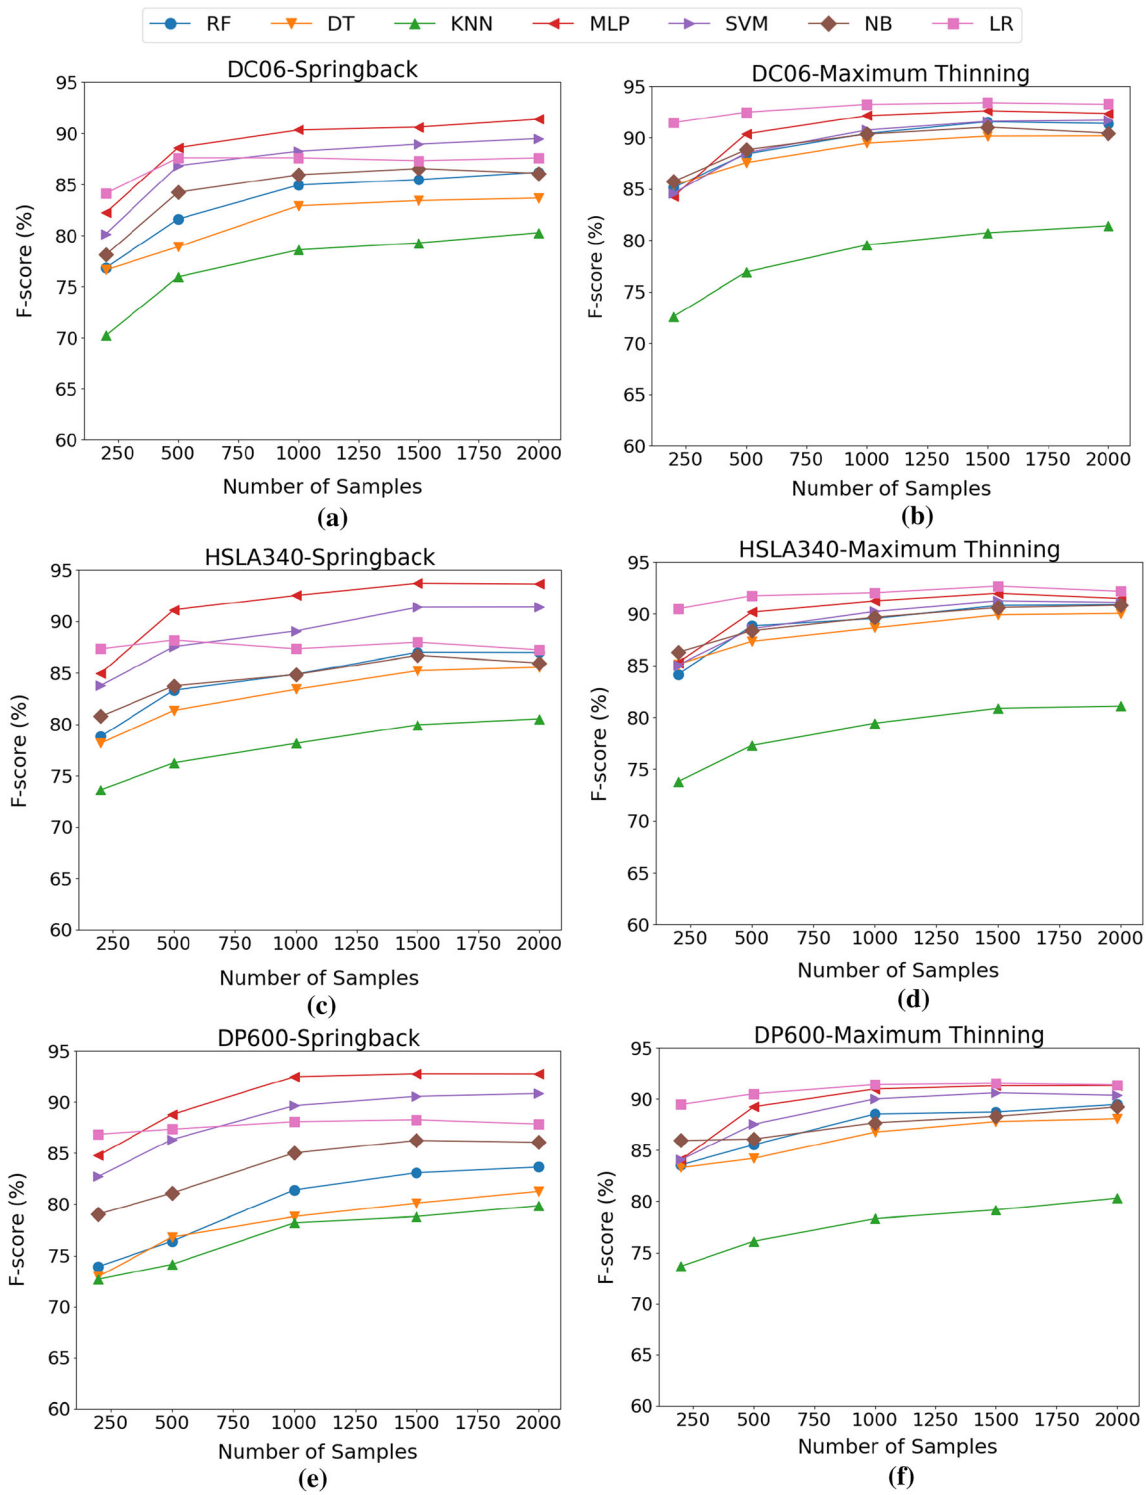 RF DT KNN MLP SVM NB LR
DC06-Springback
95
90
85
80
75
70
65
60
F-score (%)
250 500 750 1000 1250 1500 1750 2000
Number of Samples
(a)
DC06-Maximum Thinning
95
90
85
80
75
70
65
60
F-score (%)
250 500 750 1000 1250 1500 1750 2000
Number of Samples
(b)
HSLA340-Springback
95
90
85
80
75
70
65
60
F-score (%)
250 500 750 1000 1250 1500 1750 2000
Number of Samples
(c)
HSLA340-Maximum Thinning
95
90
85
80
75
70
65
60
F-score (%)
250 500 750 1000 1250 1500 1750 2000
Number of Samples
(d)
DP600-Springback
95
90
85
80
75
70
65
60
F-score (%)
250 500 750 1000 1250 1500 1750 2000
Number of Samples
(e)
DP600-Maximum Thinning
95
90
85
80
75
70
65
60
F-score (%)
250 500 750 1000 1250 1500 1750 2000
Number of Samples
(f)